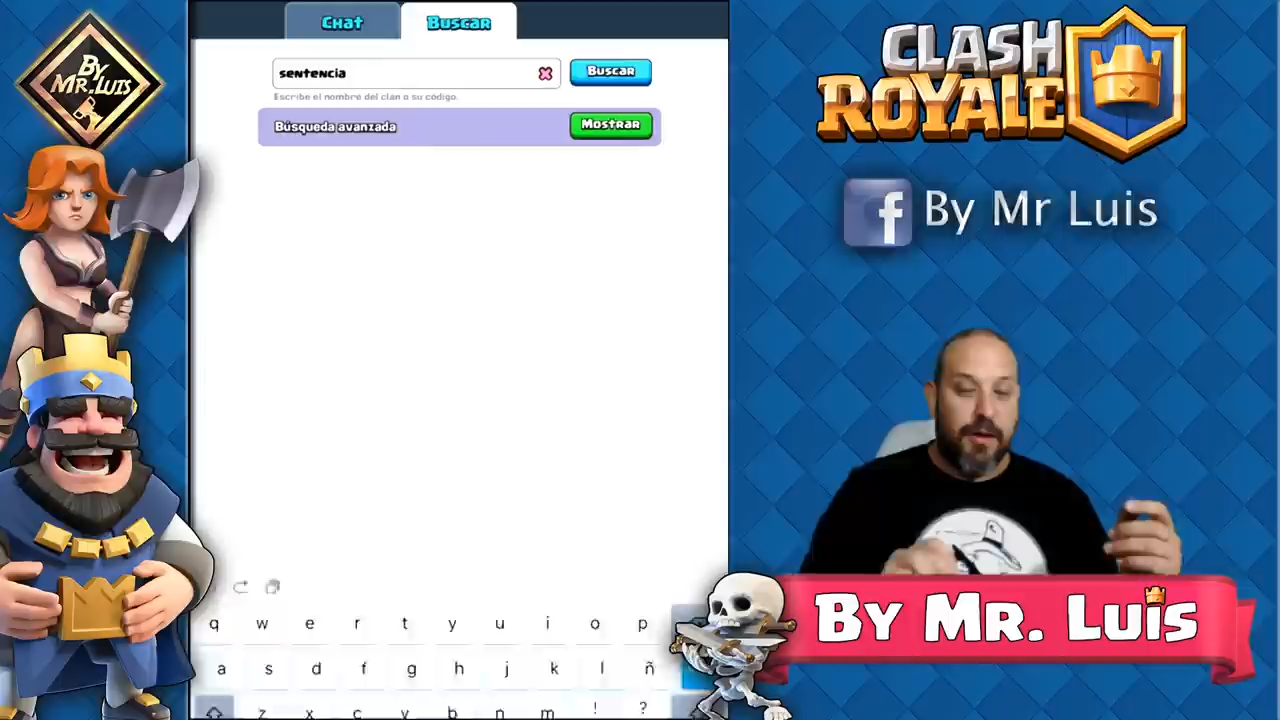 By
Mr. Luis
Chat
Buscar
sentencia
Buscar
Escribe el nombre del clan o su código.
Búsqueda avanzada
Mostrar
CLASH
ROYALE
f By Mr Luis
q w e r t y u i o p
a s d f g h j k l ñ
z x c v b n m ! ?
By Mr. Luis